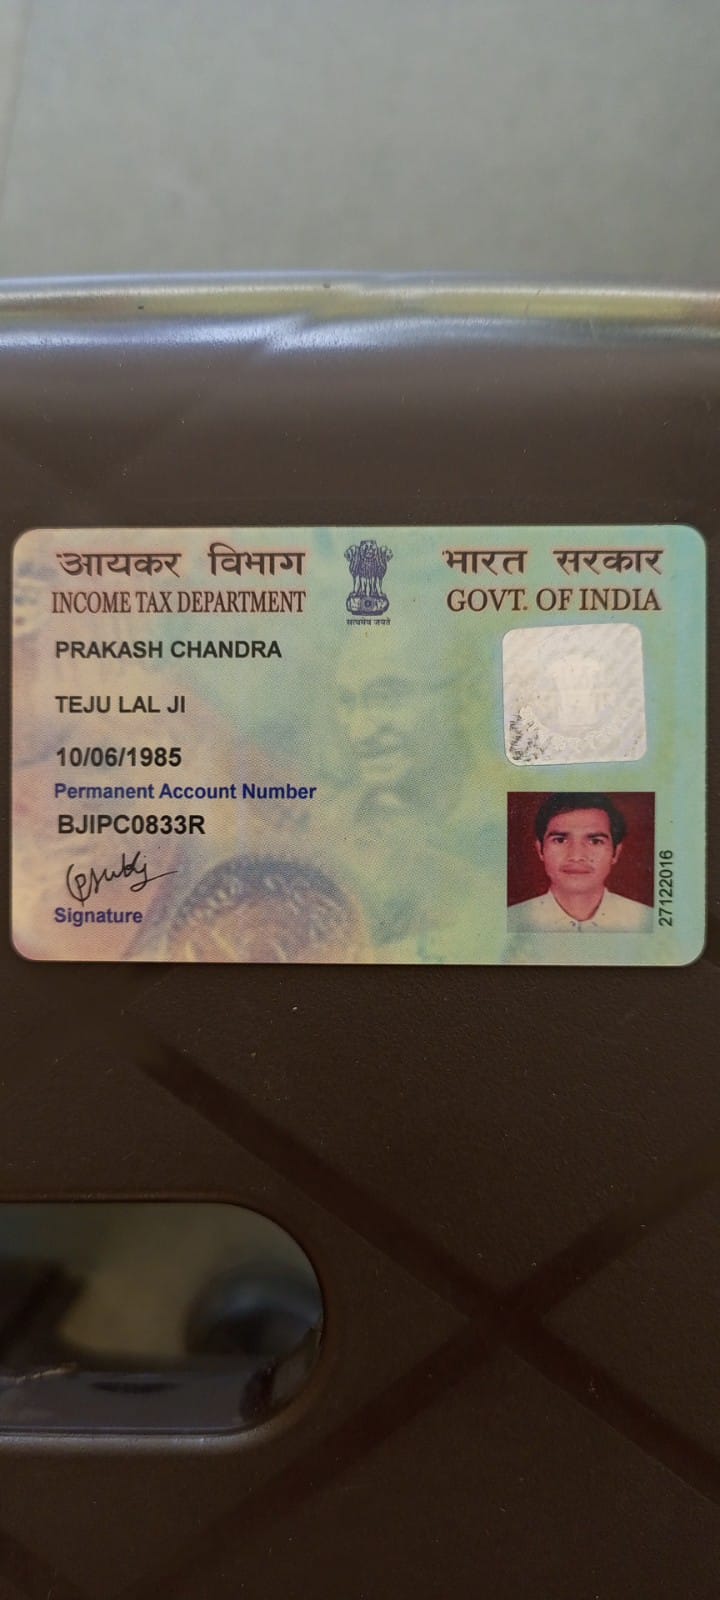 आयकर विभाग
INCOME TAX DEPARTMENT
सत्यमेव जयते
भारत सरकार
GOVT. OF INDIA
PRAKASH CHANDRA
TEJU LAL JI
10/06/1985
Permanent Account Number
BJIPC0833R
Signature
27122016